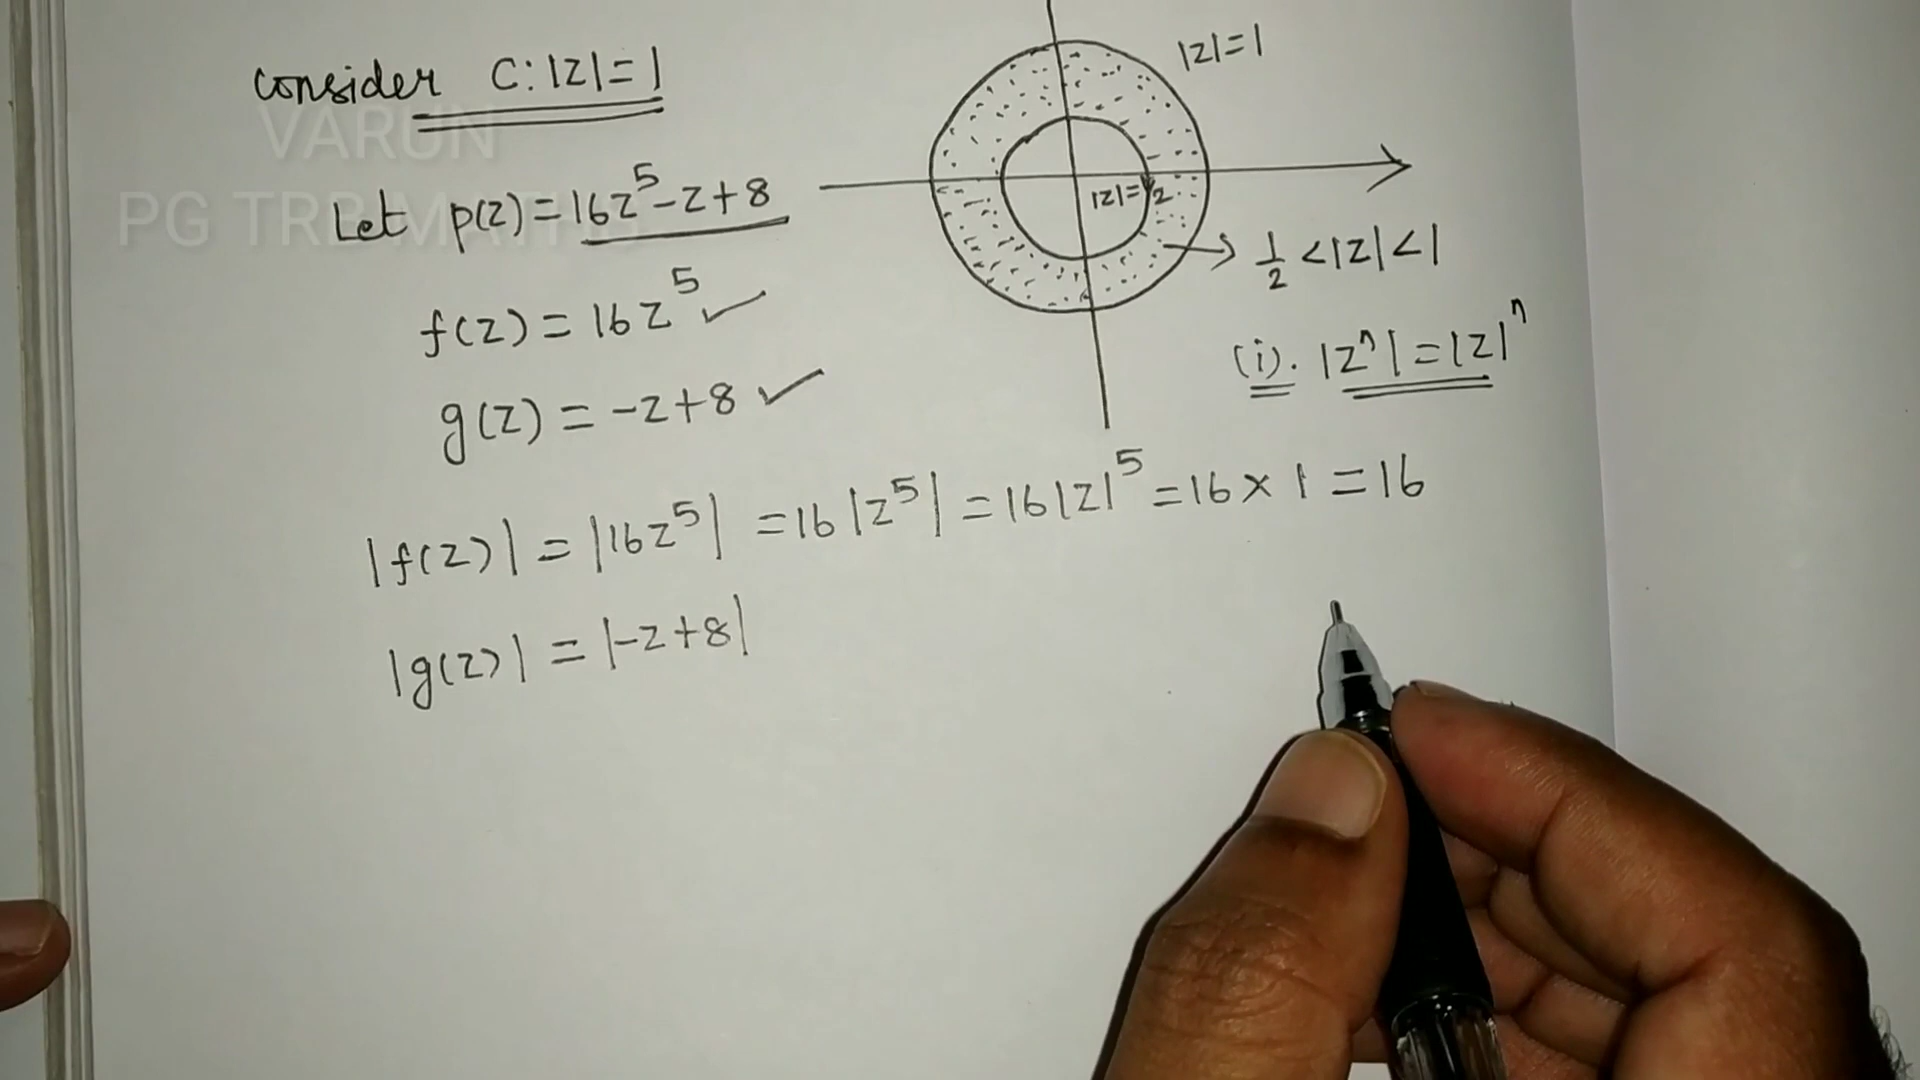 consider C: |z| = 1
|z|=1
VARUN
PG TRB MATHS
Let p(z) = 16z⁵ - z + 8
|z|=1/2
1/2 < |z| < 1
f(z) = 16z⁵ ✓
(i). |zⁿ| = |z|ⁿ
g(z) = -z+8 ✓
|f(z)| = |16z⁵| = 16|z⁵| = 16|z|⁵ = 16 × 1 = 16
|g(z)| = |-z+8|